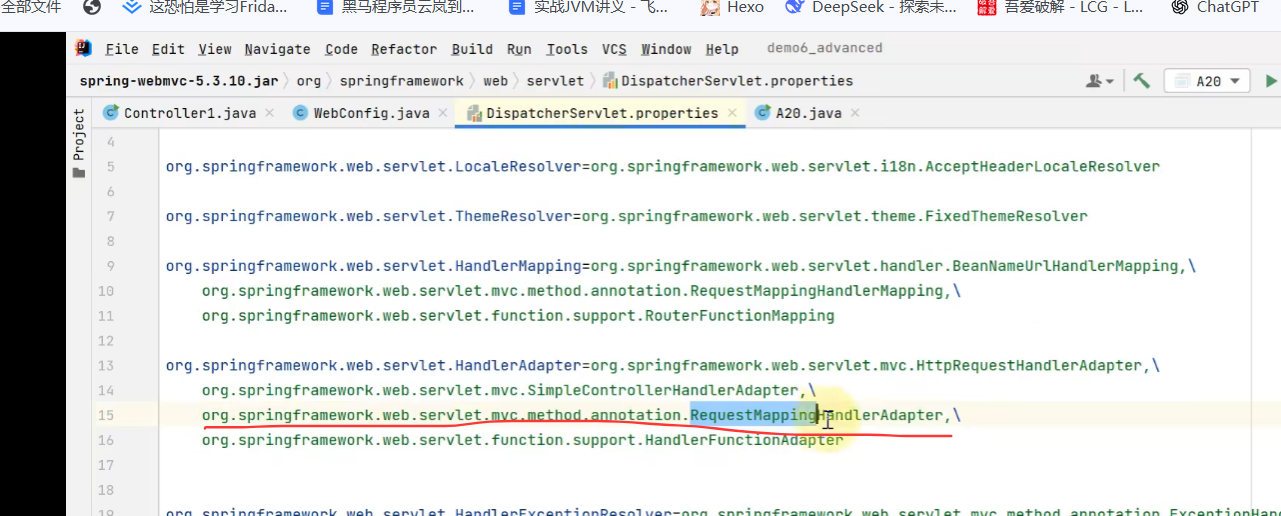 全部文件 这恐怕是学习Frida... 黑马程序员云岚到... 实战JVM讲义 - 飞... Hexo DeepSeek - 探索未... 吾爱破解 - LCG - L... ChatGPT
File Edit View Navigate Code Refactor Build Run Tools VCS Window Help demo6_advanced
spring-webmvc-5.3.10.jar org springframework web servlet DispatcherServlet.properties A20
Controller1.java WebConfig.java DispatcherServlet.properties A20.java
Project
4
5 org.springframework.web.servlet.LocaleResolver=org.springframework.web.servlet.i18n.AcceptHeaderLocaleResolver
6
7 org.springframework.web.servlet.ThemeResolver=org.springframework.web.servlet.theme.FixedThemeResolver
8
9 org.springframework.web.servlet.HandlerMapping=org.springframework.web.servlet.handler.BeanNameUrlHandlerMapping,\
10 org.springframework.web.servlet.mvc.method.annotation.RequestMappingHandlerMapping,\
11 org.springframework.web.servlet.function.support.RouterFunctionMapping
12
13 org.springframework.web.servlet.HandlerAdapter=org.springframework.web.servlet.mvc.HttpRequestHandlerAdapter,\
14 org.springframework.web.servlet.mvc.SimpleControllerHandlerAdapter,\
15 org.springframework.web.servlet.mvc.method.annotation.RequestMappingHandlerAdapter,\
16 org.springframework.web.servlet.function.support.HandlerFunctionAdapter
17
18
19 org.springframework.web.servlet.HandlerExceptionResolver=org.springframework.web.servlet.mvc.method.annotation.ExceptionHand